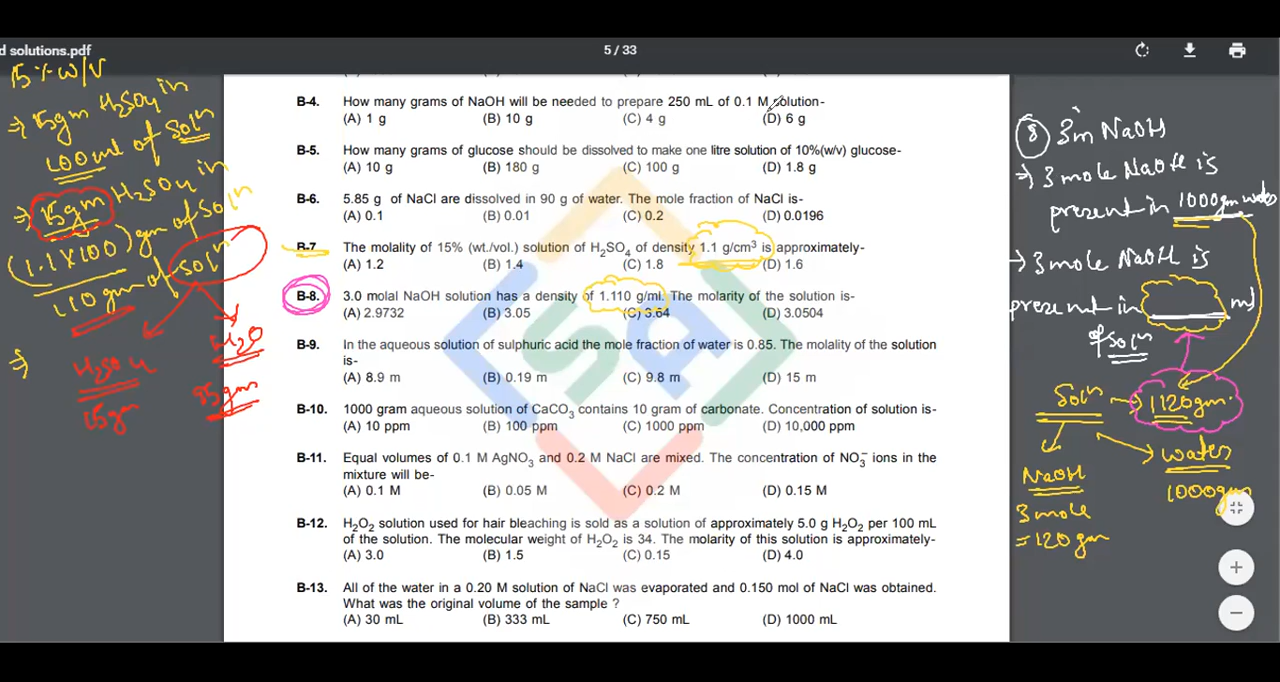 d solutions.pdf
5 / 33
15 % w/v
⇒ 15gm H2SO4 in
100ml of Soln
⇒ 15gm H2SO4 in
(1.1 X 100) gm of Soln
110 gm of Soln
⇒
H2SO4
15gm
H2O
95gm
B-4. How many grams of NaOH will be needed to prepare 250 mL of 0.1 M solution-
(A) 1 g (B) 10 g (C) 4 g (D) 6 g
B-5. How many grams of glucose should be dissolved to make one litre solution of 10%(w/v) glucose-
(A) 10 g (B) 180 g (C) 100 g (D) 1.8 g
B-6. 5.85 g of NaCl are dissolved in 90 g of water. The mole fraction of NaCl is-
(A) 0.1 (B) 0.01 (C) 0.2 (D) 0.0196
B-7 The molality of 15% (wt./vol.) solution of H2SO4 of density 1.1 g/cm³ is approximately-
(A) 1.2 (B) 1.4 (C) 1.8 (D) 1.6
B-8. 3.0 molal NaOH solution has a density of 1.110 g/ml. The molarity of the solution is-
(A) 2.9732 (B) 3.05 (C) 3.64 (D) 3.0504
B-9. In the aqueous solution of sulphuric acid the mole fraction of water is 0.85. The molality of the solution
is-
(A) 8.9 m (B) 0.19 m (C) 9.8 m (D) 15 m
B-10. 1000 gram aqueous solution of CaCO3 contains 10 gram of carbonate. Concentration of solution is-
(A) 10 ppm (B) 100 ppm (C) 1000 ppm (D) 10,000 ppm
B-11. Equal volumes of 0.1 M AgNO3 and 0.2 M NaCl are mixed. The concentration of NO3⁻ ions in the
mixture will be-
(A) 0.1 M (B) 0.05 M (C) 0.2 M (D) 0.15 M
B-12. H2O2 solution used for hair bleaching is sold as a solution of approximately 5.0 g H2O2 per 100 mL
of the solution. The molecular weight of H2O2 is 34. The molarity of this solution is approximately-
(A) 3.0 (B) 1.5 (C) 0.15 (D) 4.0
B-13. All of the water in a 0.20 M solution of NaCl was evaporated and 0.150 mol of NaCl was obtained.
What was the original volume of the sample ?
(A) 30 mL (B) 333 mL (C) 750 mL (D) 1000 mL
8 3m NaOH
⇒ 3 mole NaOH is
present in 1000gm water
⇒ 3 mole NaOH is
present in ml
of Soln
Soln → 1120gm
NaOH
3 mole
= 120 gm
water
1000gm